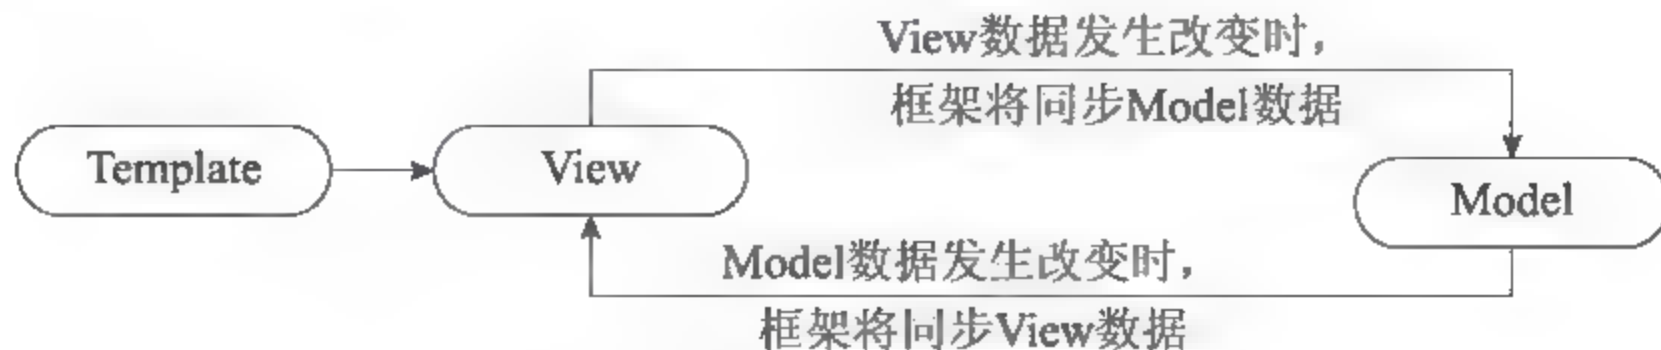 View数据发生改变时，
框架将同步Model数据
Template
View
Model
Model数据发生改变时，
框架将同步View数据